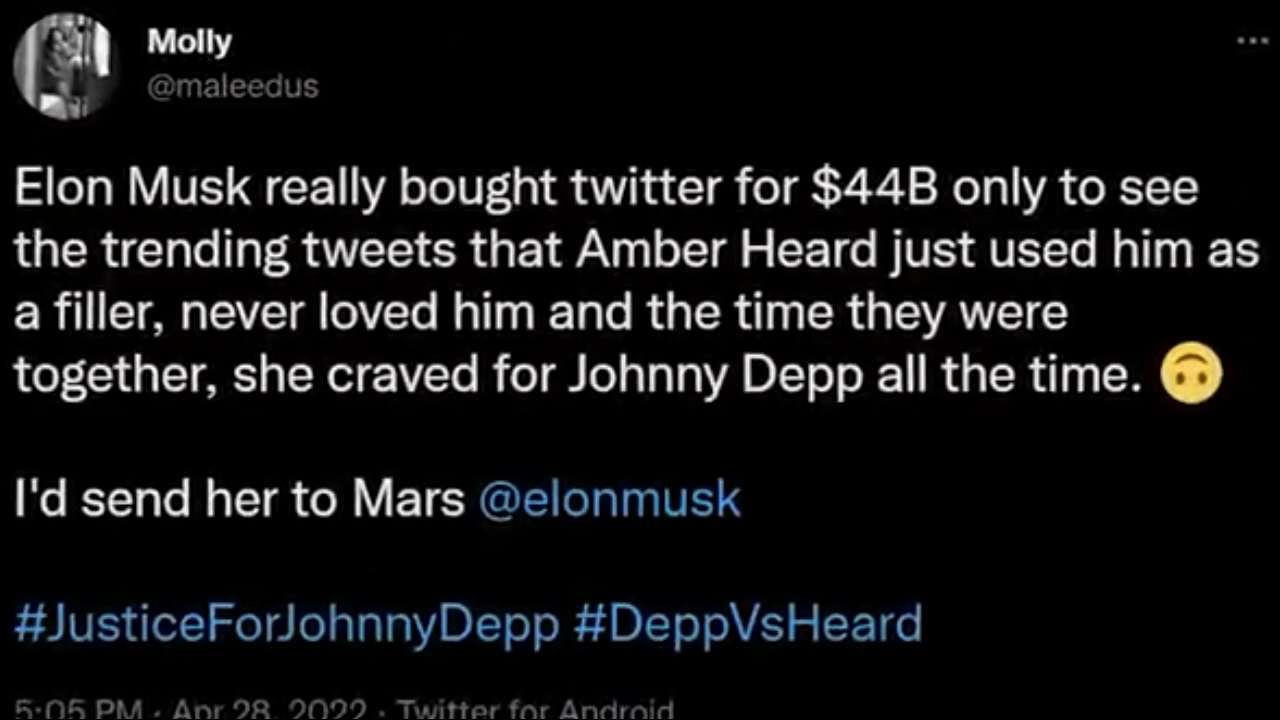 Molly
@maleedus
Elon Musk really bought twitter for $44B only to see
the trending tweets that Amber Heard just used him as
a filler, never loved him and the time they were
together, she craved for Johnny Depp all the time. 🙃
I'd send her to Mars @elonmusk
#JusticeForJohnnyDepp #DeppVsHeard
5:05 PM · Apr 28, 2022 · Twitter for Android